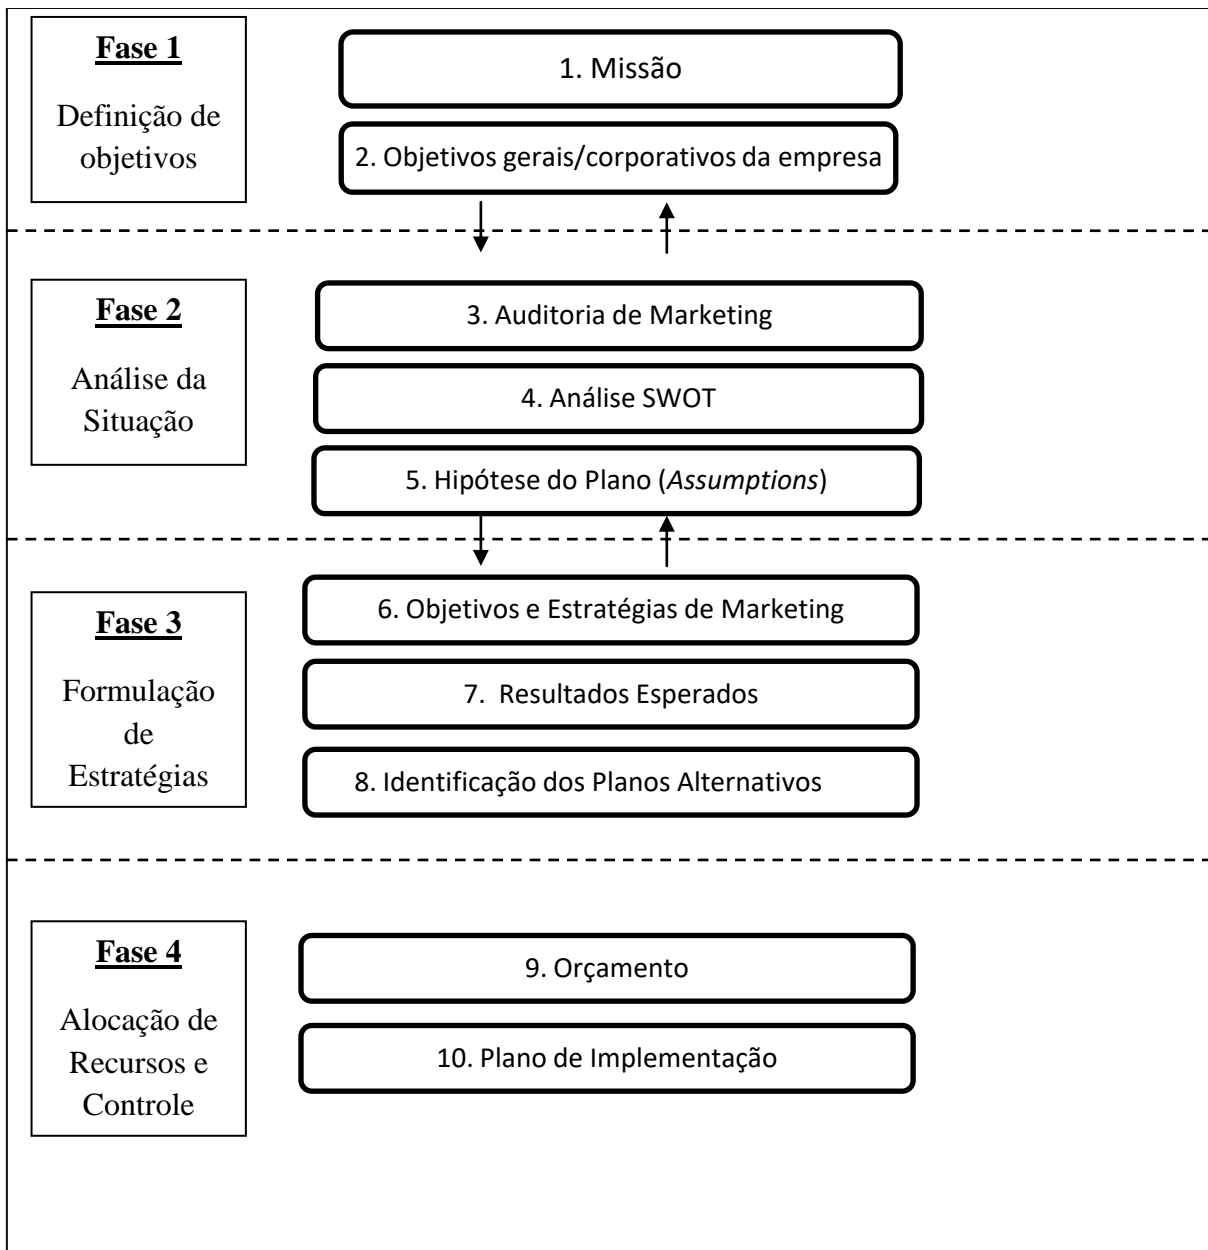 Fase 1
Definição de
objetivos
1. Missão
2. Objetivos gerais/corporativos da empresa
Fase 2
Análise da
Situação
3. Auditoria de Marketing
4. Análise SWOT
5. Hipótese do Plano (Assumptions)
Fase 3
Formulação
de
Estratégias
6. Objetivos e Estratégias de Marketing
7. Resultados Esperados
8. Identificação dos Planos Alternativos
Fase 4
Alocação de
Recursos e
Controle
9. Orçamento
10. Plano de Implementação